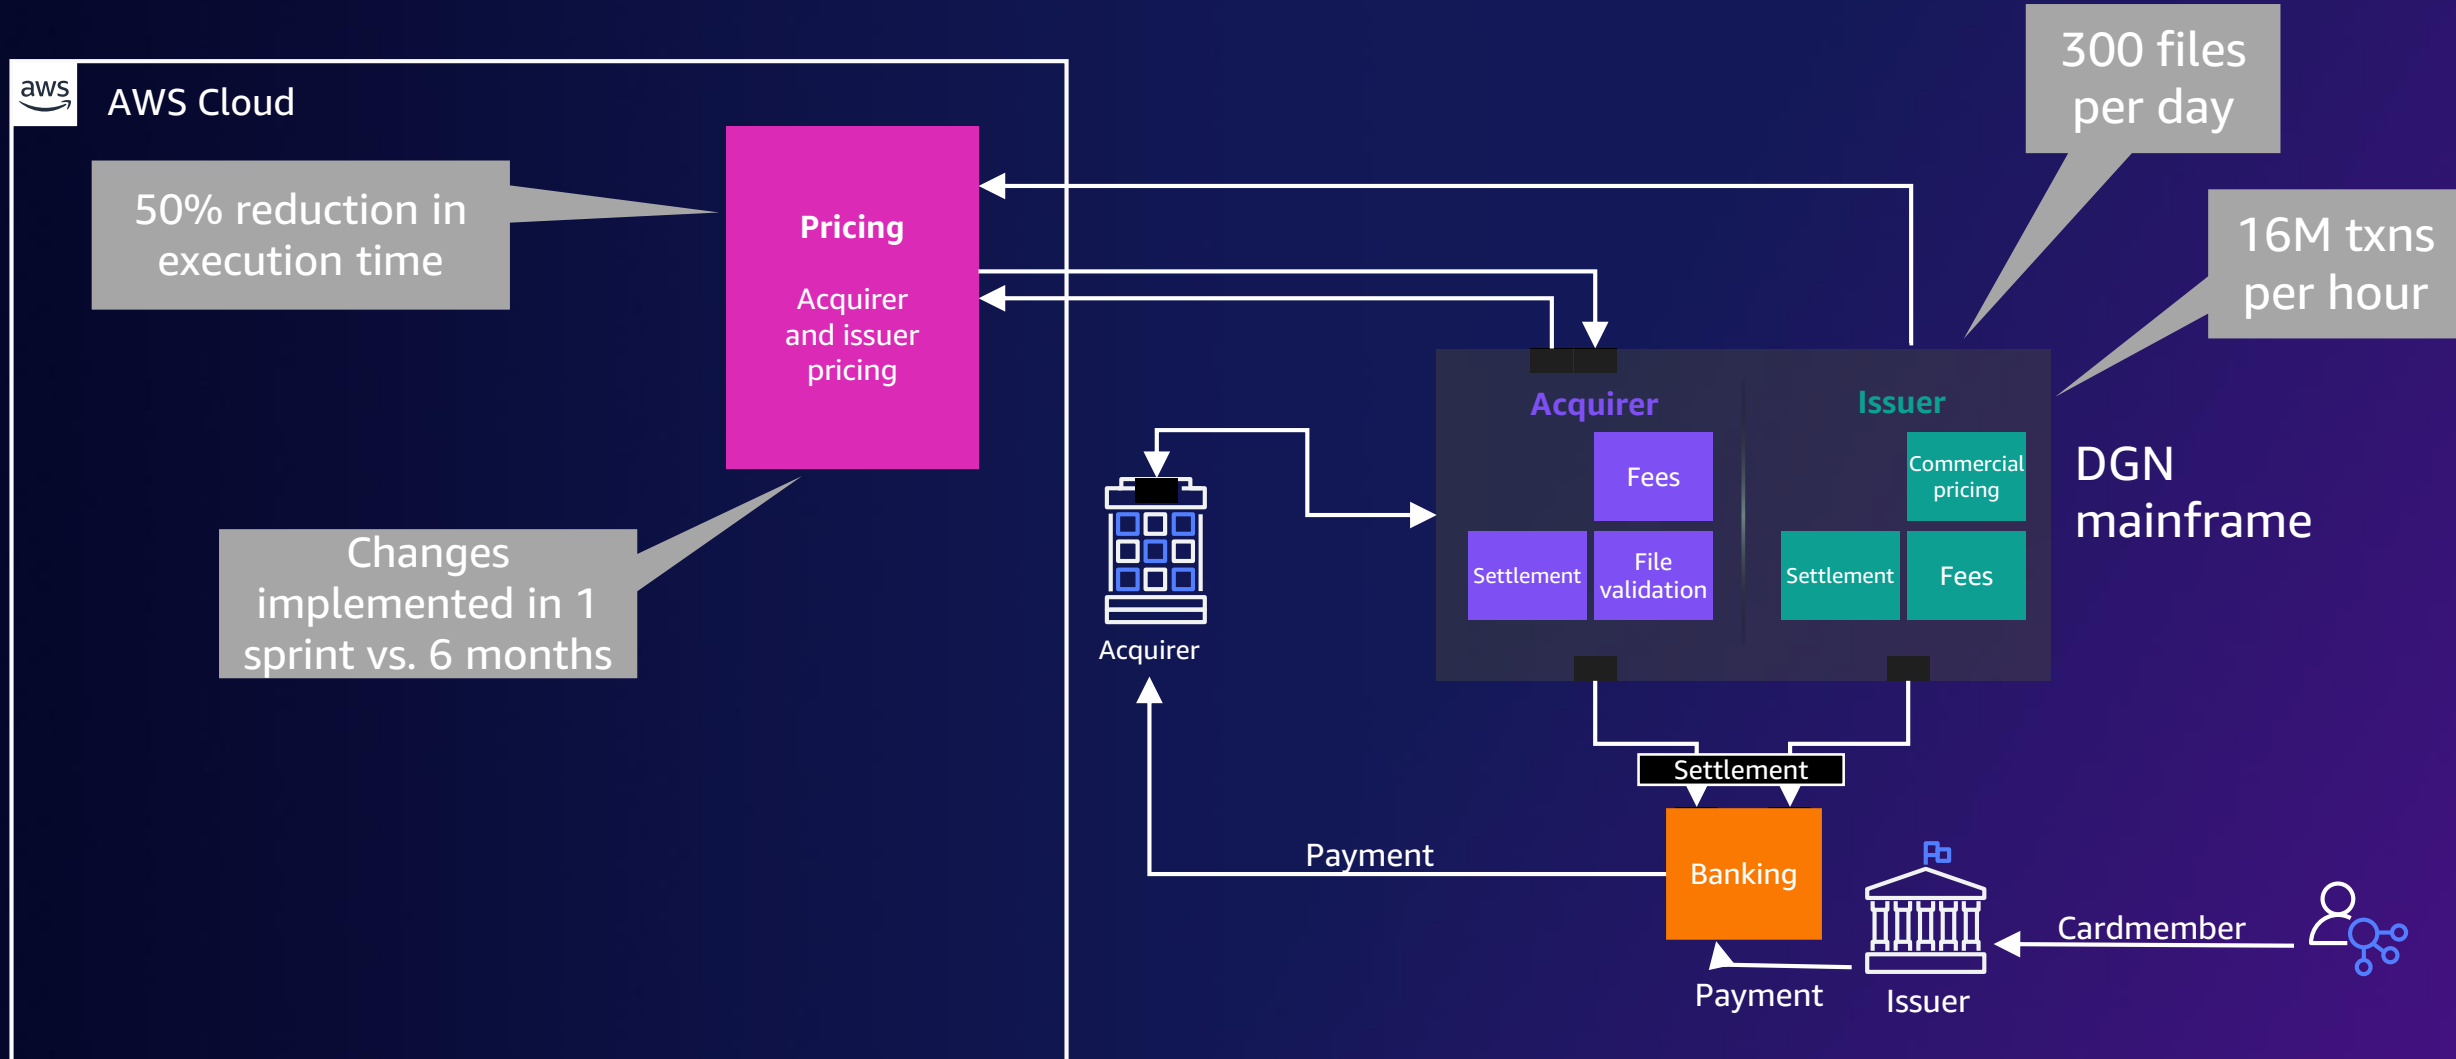 aws
AWS Cloud
50% reduction in
execution time
Pricing
Acquirer
and issuer
pricing
Changes
implemented in 1
sprint vs. 6 months
300 files
per day
16M txns
per hour
Acquirer
Fees
Settlement
File
validation
Issuer
Commercial
pricing
Settlement
Fees
DGN
mainframe
Acquirer
Settlement
Payment
Banking
Payment
Issuer
Cardmember